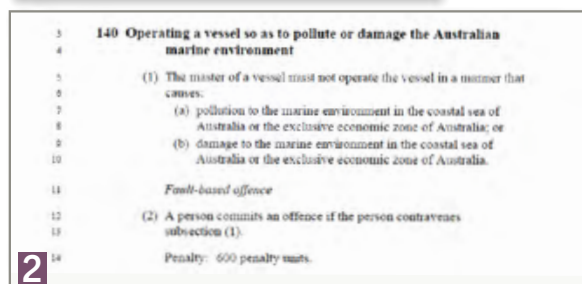 3 140 Operating a vessel so as to pollute or damage the Australian
4 marine environment
5 (1) The master of a vessel must not operate the vessel in a manner that
6 causes:
7 (a) pollution to the marine environment in the coastal sea of
8 Australia or the exclusive economic zone of Australia; or
9 (b) damage to the marine environment in the coastal sea of
10 Australia or the exclusive economic zone of Australia.
11 Fault-based offence
12 (2) A person commits an offence if the person contravenes
13 subsection (1).
14 Penalty: 600 penalty units.
2